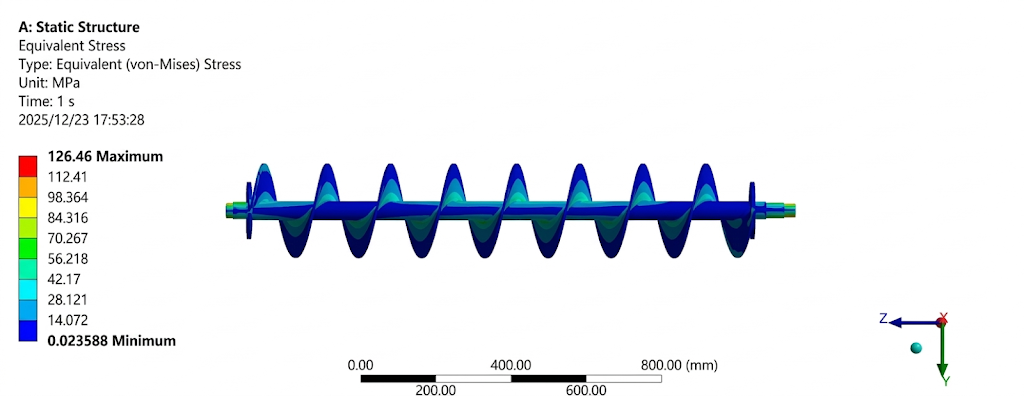 A: Static Structure
Equivalent Stress
Type: Equivalent (von-Mises) Stress
Unit: MPa
Time: 1 s
2025/12/23 17:53:28
126.46 Maximum
112.41
98.364
84.316
70.267
56.218
42.17
28.121
14.072
0.023588 Minimum
0.00 400.00 800.00 (mm)
200.00 600.00
Z X
Y